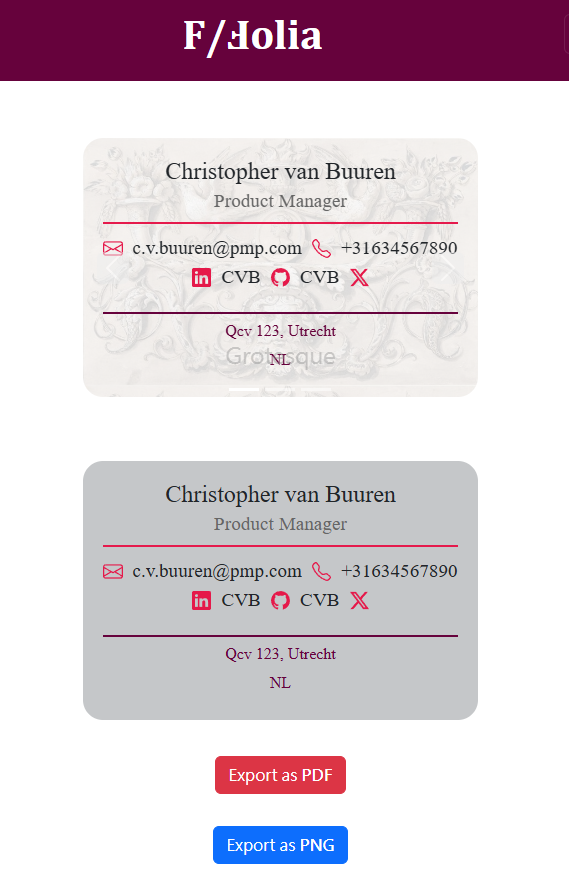 F/Folia
Christopher van Buuren
Product Manager
c.v.buuren@pmp.com +31634567890
CVB CVB
Qcv 123, Utrecht
Grotesque
NL
Christopher van Buuren
Product Manager
c.v.buuren@pmp.com +31634567890
CVB CVB
Qcv 123, Utrecht
NL
Export as PDF
Export as PNG